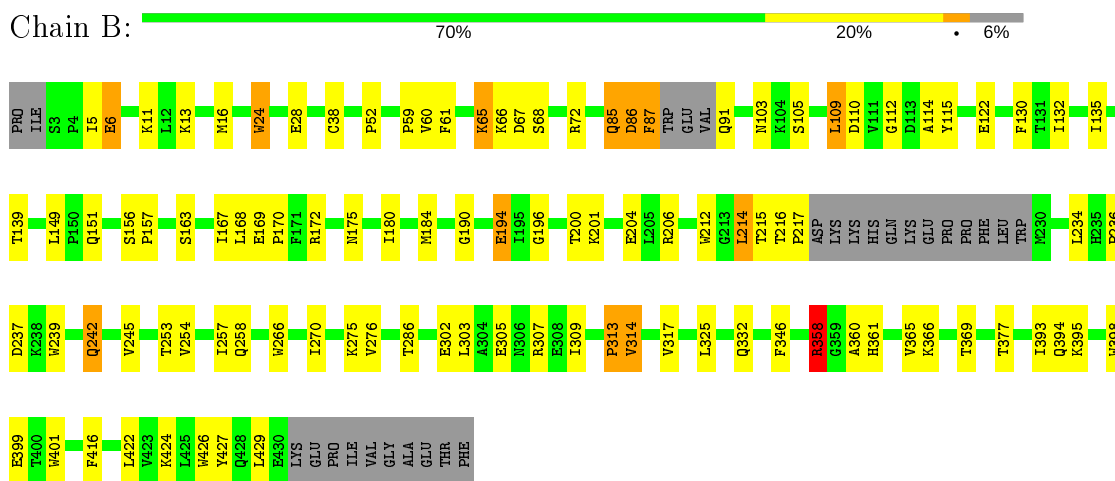 Chain B:
70% 20% • 6%
PRO ILE S3 P4 I5 E6 K11 L12 K13 M16 W24 E28 C38 P52 P59 V60 F61 K65 K66 D67 S68 R72 Q85 D86 F87 TRP GLU VAL Q91 N103 K104 S105 L109 D110 V111 G112 D113 A114 Y115 E122 F130 T131 I132 I135
T139 L149 P150 Q151 S156 P157 S163 I167 L168 E169 P170 F171 R172 N175 I180 M184 G190 E194 I195 G196 T200 K201 E204 L205 R206 W212 G213 L214 T215 T216 P217 ASP LYS LYS HIS GLN LYS GLU PRO PRO PHE LEU TRP M230 L234 H235 P236
D237 K238 W239 Q242 V245 T253 V254 I257 Q258 W266 I270 K275 V276 T286 E302 L303 A304 E305 N306 R307 E308 I309 P313 V314 V317 L325 Q332 F346 R358 G359 A360 H361 V365 K366 T369 T377 I393 Q394 K395 W398
E399 T400 W401 F416 L422 V423 K424 L425 W426 Y427 Q428 L429 E430 LYS GLU PRO ILE VAL GLY ALA GLU THR PHE